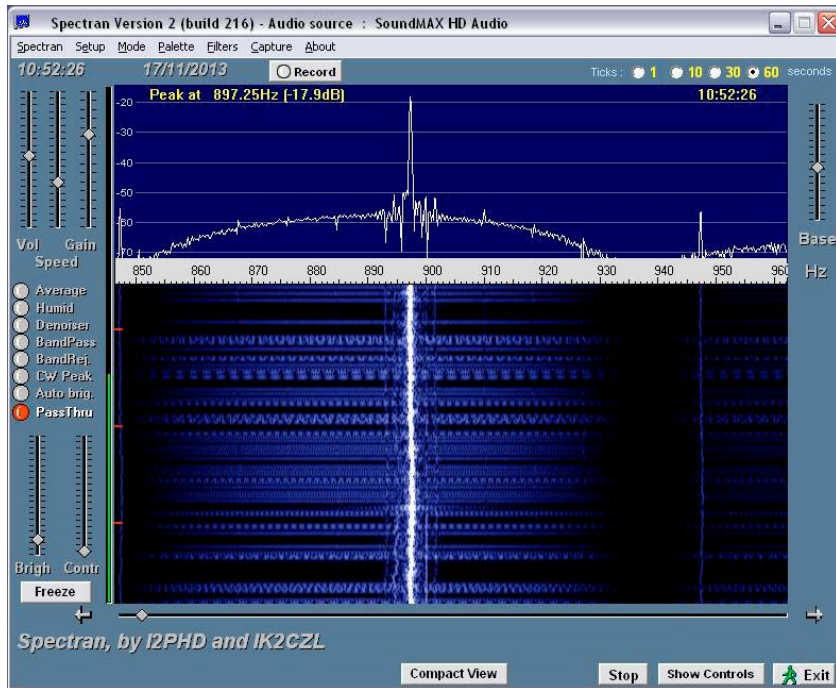 Spectran Version 2 (build 216) - Audio source : SoundMAX HD Audio
Spectran Setup Mode Palette Filters Capture About
10:52:26 17/11/2013 Record Ticks : 1 10 30 60 seconds
Peak at 897.25Hz (-17.9dB) 10:52:26
-20
-30
-40
-50
-60
-70
Vol Gain
Speed
Base
850 860 870 880 890 900 910 920 930 940 950 960
Hz
Average
Humid
Denoiser
BandPass
BandRej.
CW Peak
Auto brig.
PassThru
Brigh Contr
Freeze
Spectran, by I2PHD and IK2CZL
Compact View Stop Show Controls Exit